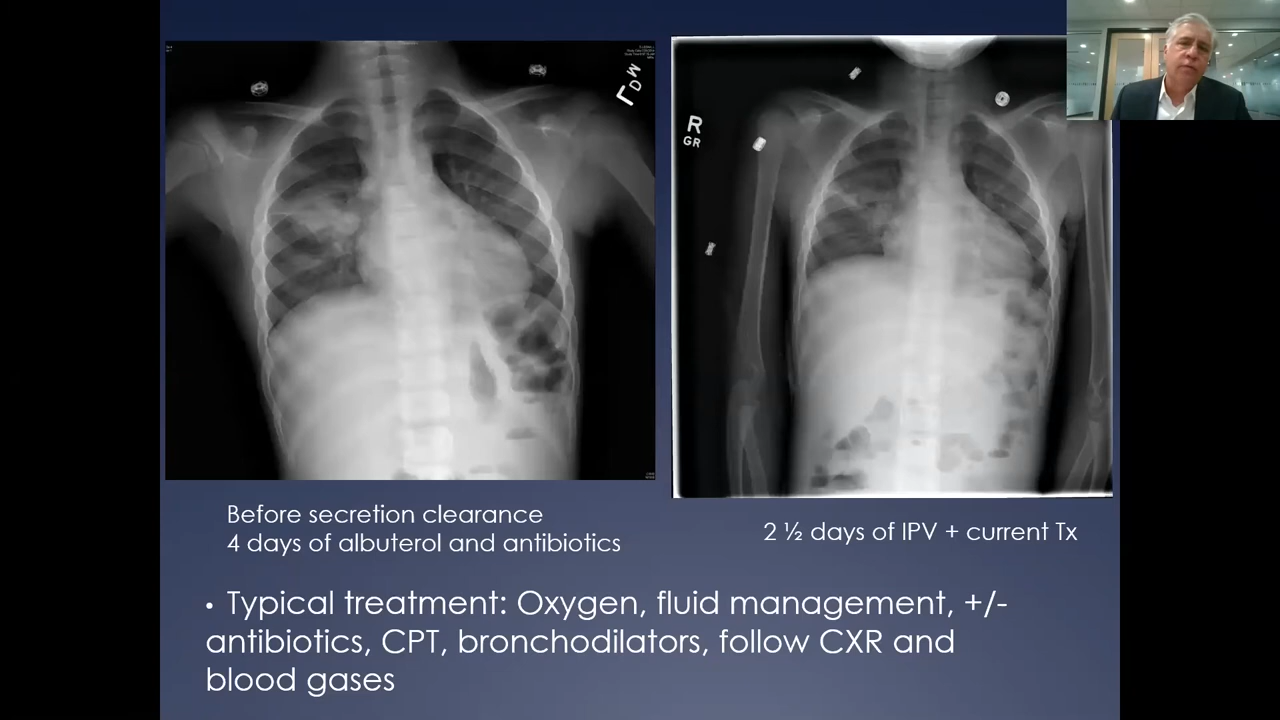 L
MO
R
GR
Before secretion clearance
4 days of albuterol and antibiotics
2 ½ days of IPV + current Tx
• Typical treatment: Oxygen, fluid management, +/-
antibiotics, CPT, bronchodilators, follow CXR and
blood gases